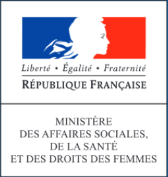 Liberté • Égalité • Fraternité
RÉPUBLIQUE FRANÇAISE
MINISTÈRE
DES AFFAIRES SOCIALES,
DE LA SANTÉ
ET DES DROITS DES FEMMES